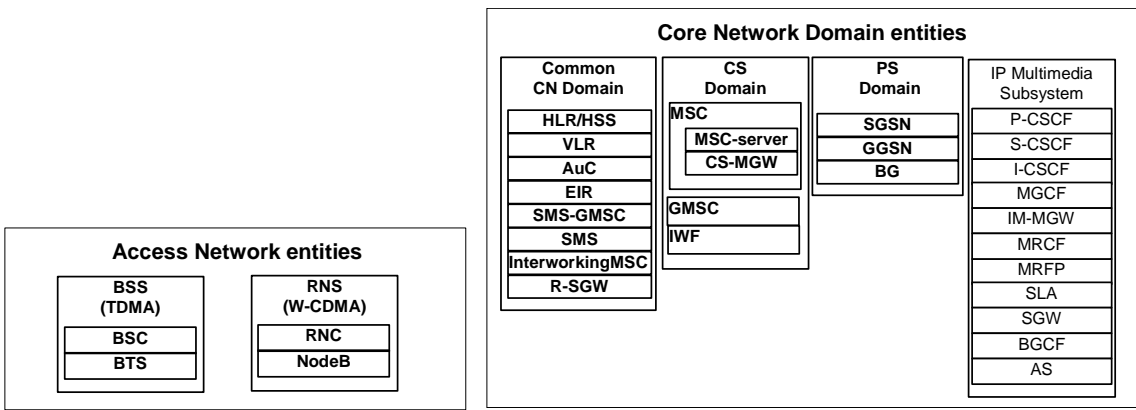 Core Network Domain entities
Common
CN Domain
HLR/HSS
VLR
AuC
EIR
SMS-GMSC
SMS
InterworkingMSC
R-SGW
CS
Domain
MSC
MSC-server
CS-MGW
GMSC
IWF
PS
Domain
SGSN
GGSN
BG
IP Multimedia
Subsystem
P-CSCF
S-CSCF
I-CSCF
MGCF
IM-MGW
MRCF
MRFP
SLA
SGW
BGCF
AS
Access Network entities
BSS
(TDMA)
BSC
BTS
RNS
(W-CDMA)
RNC
NodeB